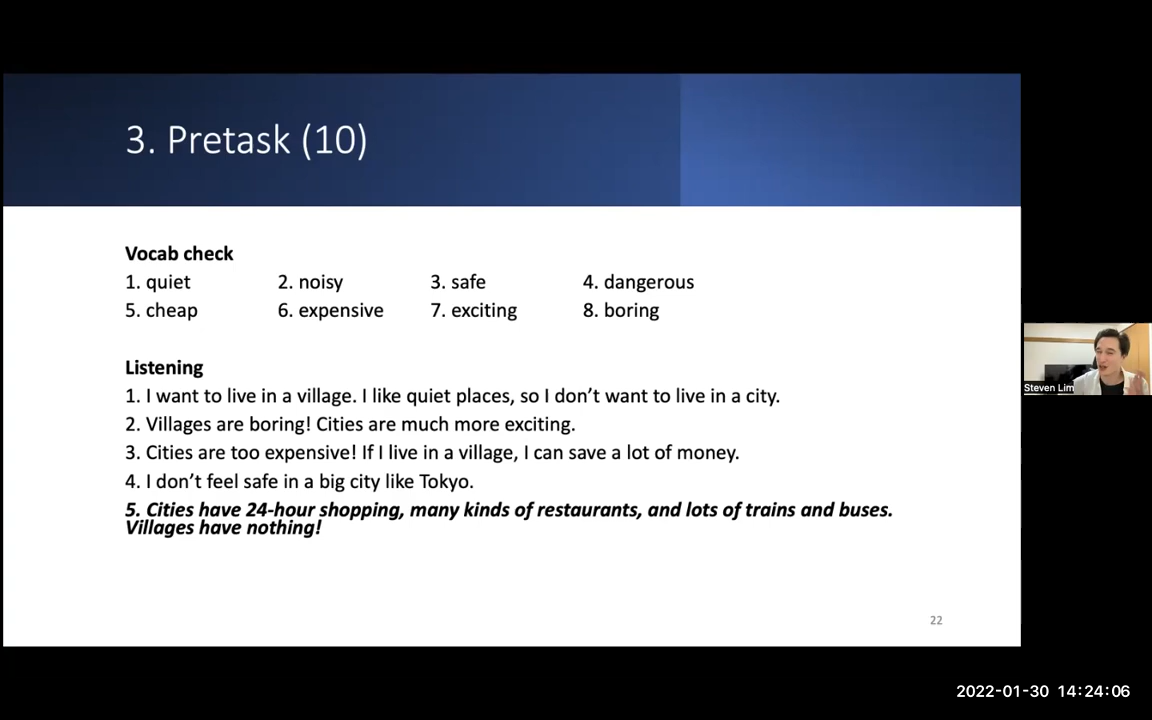 3. Pretask (10)
Vocab check
1. quiet 2. noisy 3. safe 4. dangerous
5. cheap 6. expensive 7. exciting 8. boring
Listening
1. I want to live in a village. I like quiet places, so I don’t want to live in a city.
2. Villages are boring! Cities are much more exciting.
3. Cities are too expensive! If I live in a village, I can save a lot of money.
4. I don’t feel safe in a big city like Tokyo.
5. Cities have 24-hour shopping, many kinds of restaurants, and lots of trains and buses.
Villages have nothing!
Steven Lim
22
2022-01-30 14:24:06